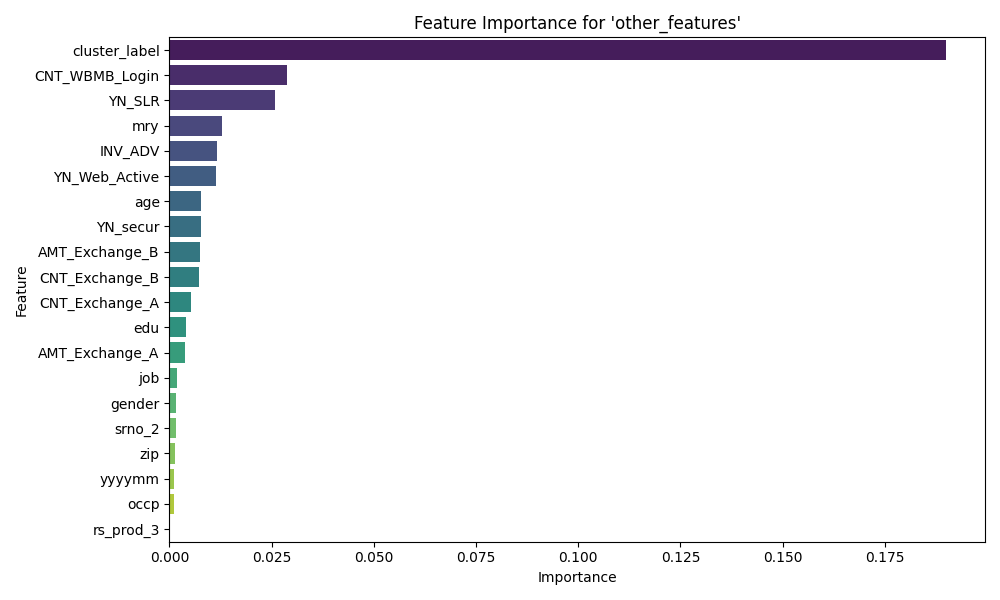 Feature Importance for 'other_features'
cluster_label
CNT_WBMB_Login
YN_SLR
mry
INV_ADV
YN_Web_Active
age
YN_secur
AMT_Exchange_B
CNT_Exchange_B
CNT_Exchange_A
edu
AMT_Exchange_A
job
gender
srno_2
zip
yyyymm
occp
rs_prod_3
Feature
0.000 0.025 0.050 0.075 0.100 0.125 0.150 0.175
Importance